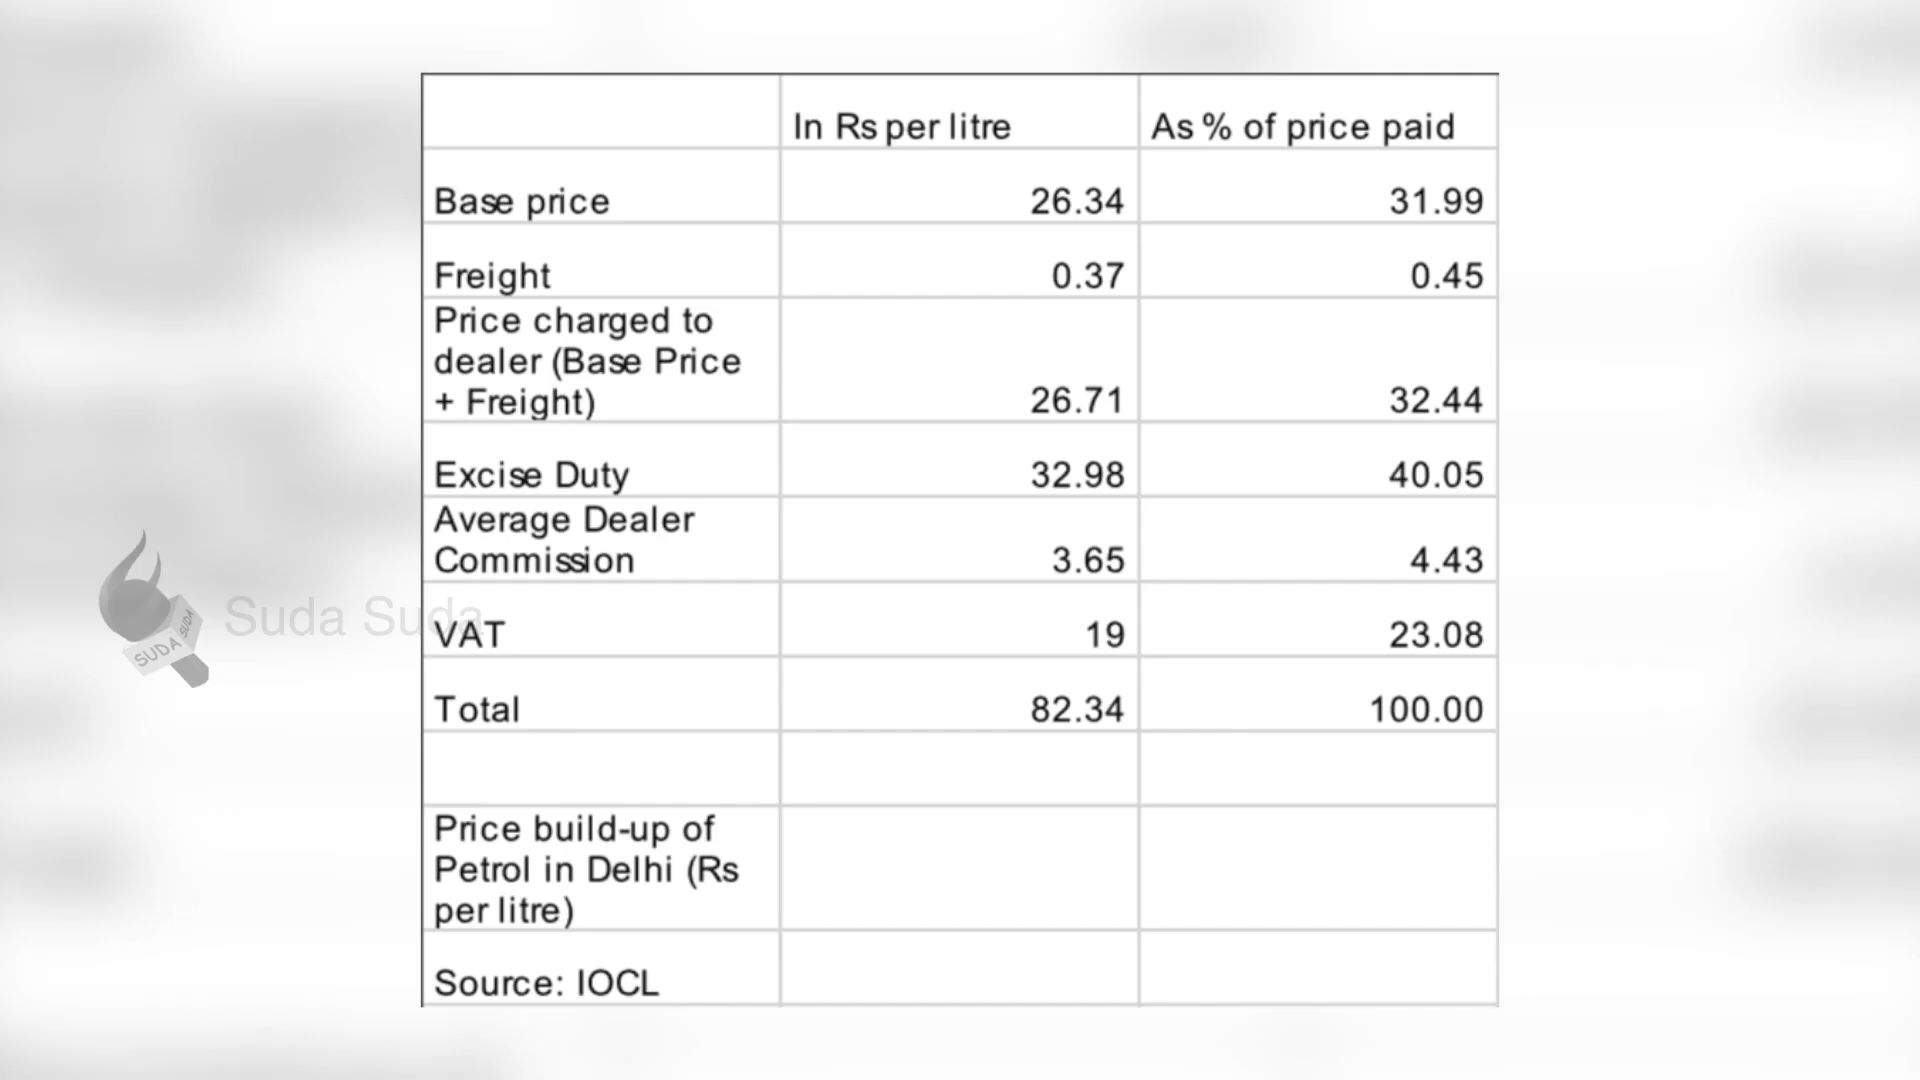 In Rs per litre As % of price paid
Base price 26.34 31.99
Freight 0.37 0.45
Price charged to
dealer (Base Price
+ Freight) 26.71 32.44
Excise Duty 32.98 40.05
Average Dealer
Commission 3.65 4.43
SUDA SUDA
Suda Suda
VAT 19 23.08
Total 82.34 100.00
Price build-up of
Petrol in Delhi (Rs
per litre)
Source: IOCL